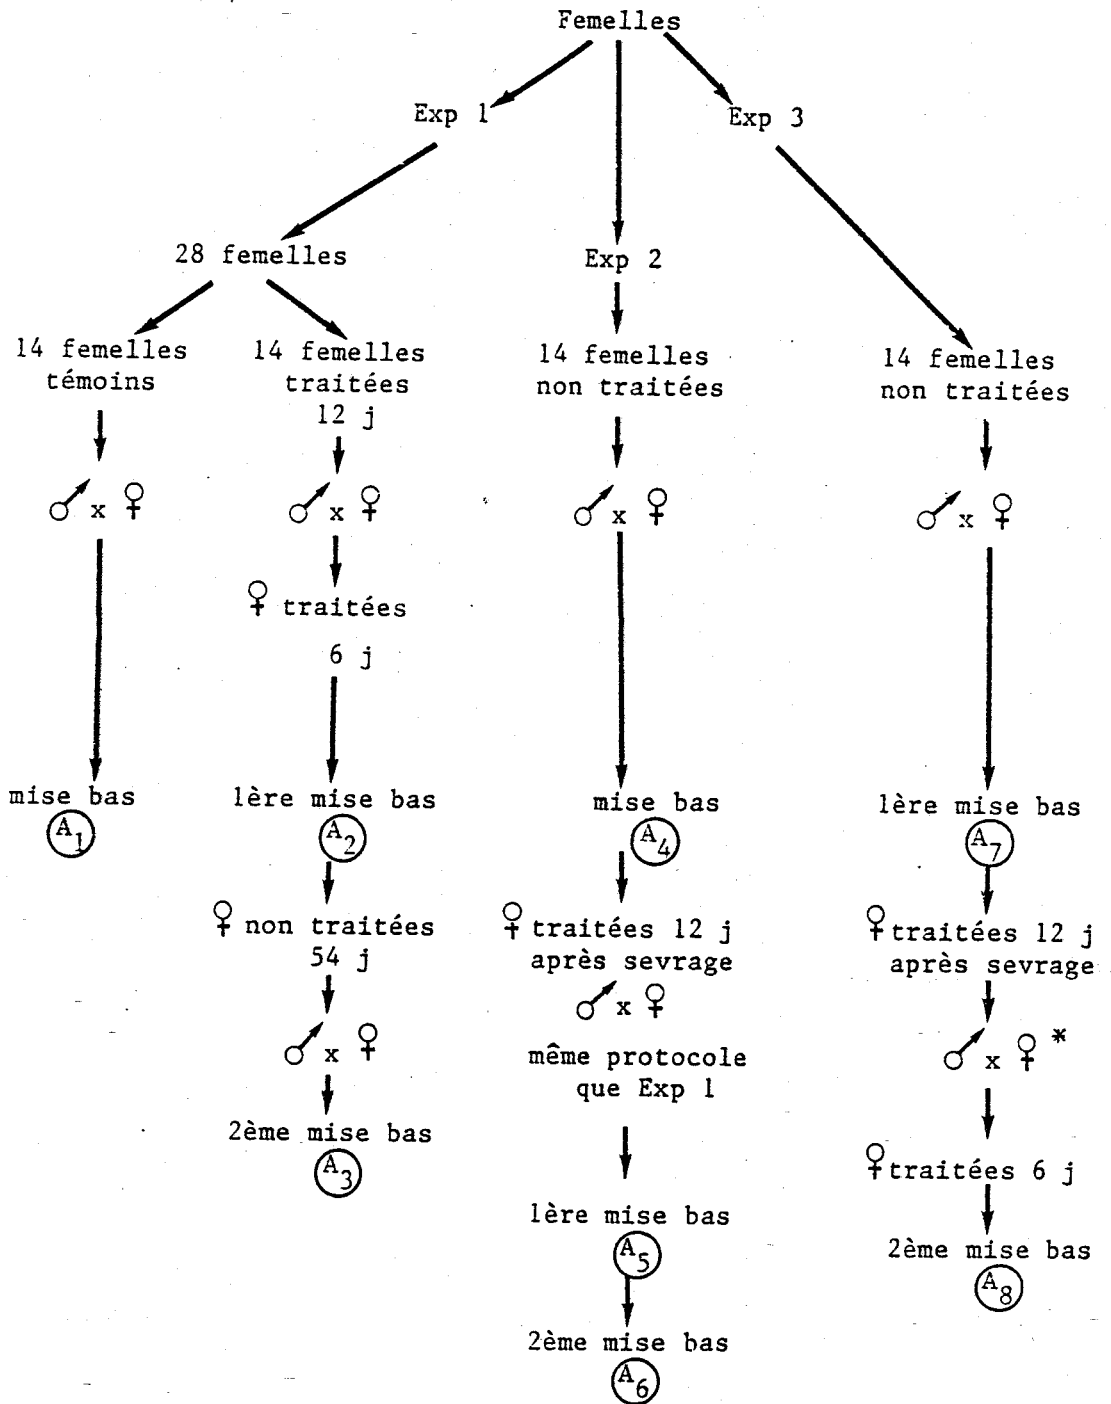 Femelles
Exp 1
Exp 3
28 femelles
Exp 2
14 femelles
témoins
14 femelles
traitées
12 j
14 femelles
non traitées
14 femelles
non traitées
♂ x ♀
♂ x ♀
♂ x ♀
♂ x ♀
♀ traitées
6 j
mise bas
A1
1ère mise bas
A2
mise bas
A4
1ère mise bas
A7
♀ non traitées
54 j
♂ x ♀
2ème mise bas
A3
♀ traitées 12 j
après sevrage
♂ x ♀
même protocole
que Exp 1
1ère mise bas
A5
2ème mise bas
A6
♀ traitées 12 j
après sevrage
♂ x ♀ *
♀ traitées 6 j
2ème mise bas
A8